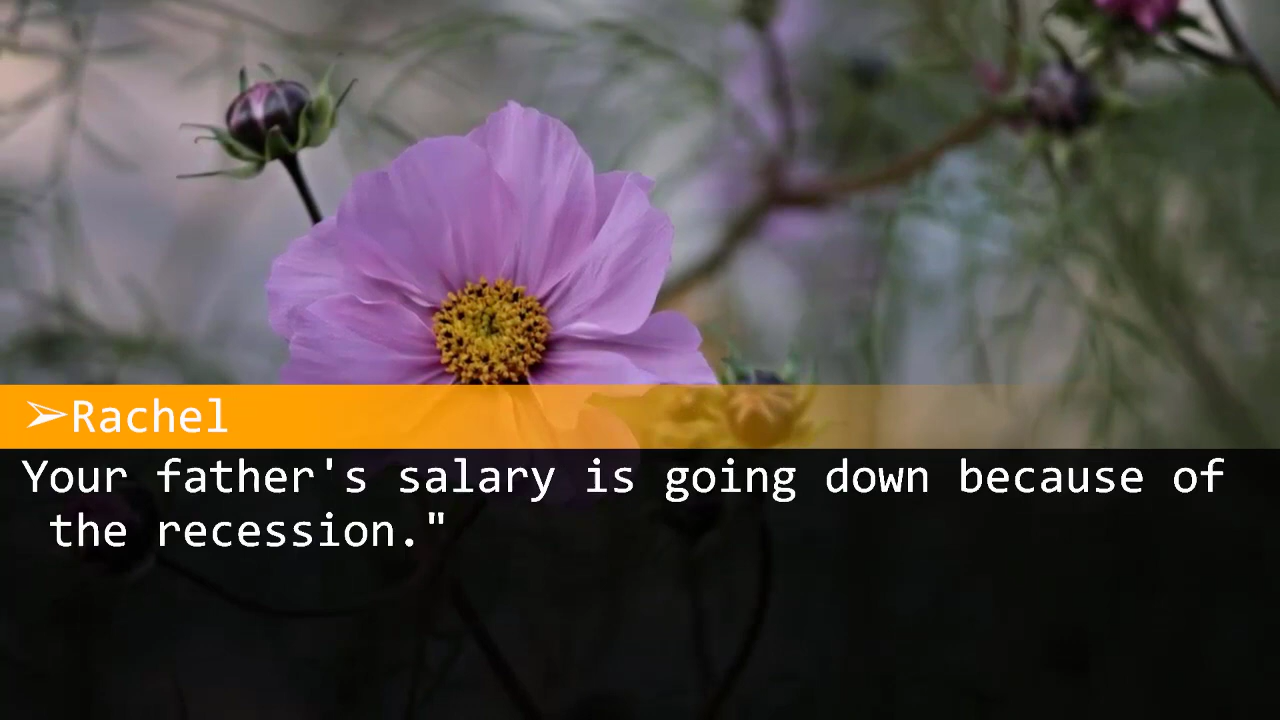 ➢Rachel
Your father's salary is going down because of
the recession."